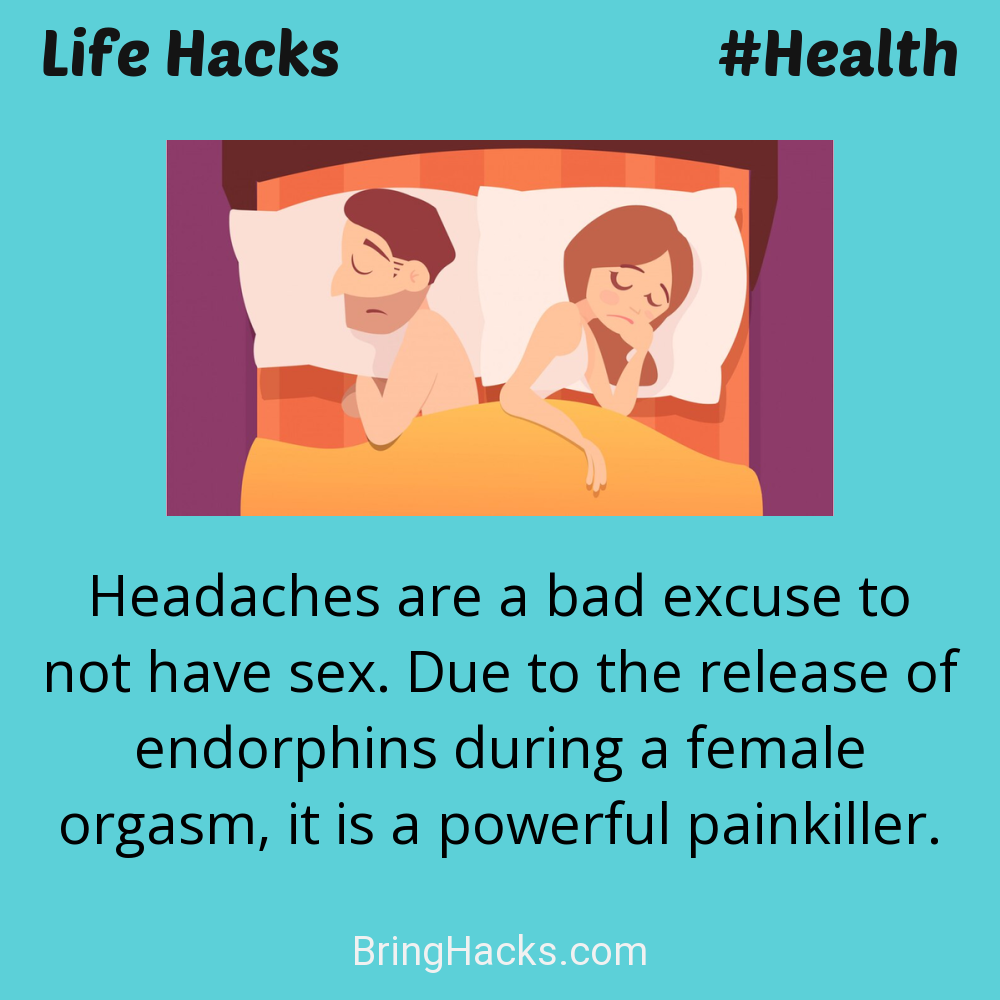 Life Hacks
#Health
Headaches are a bad excuse to
not have sex. Due to the release of
endorphins during a female
orgasm, it is a powerful painkiller.
BringHacks.com